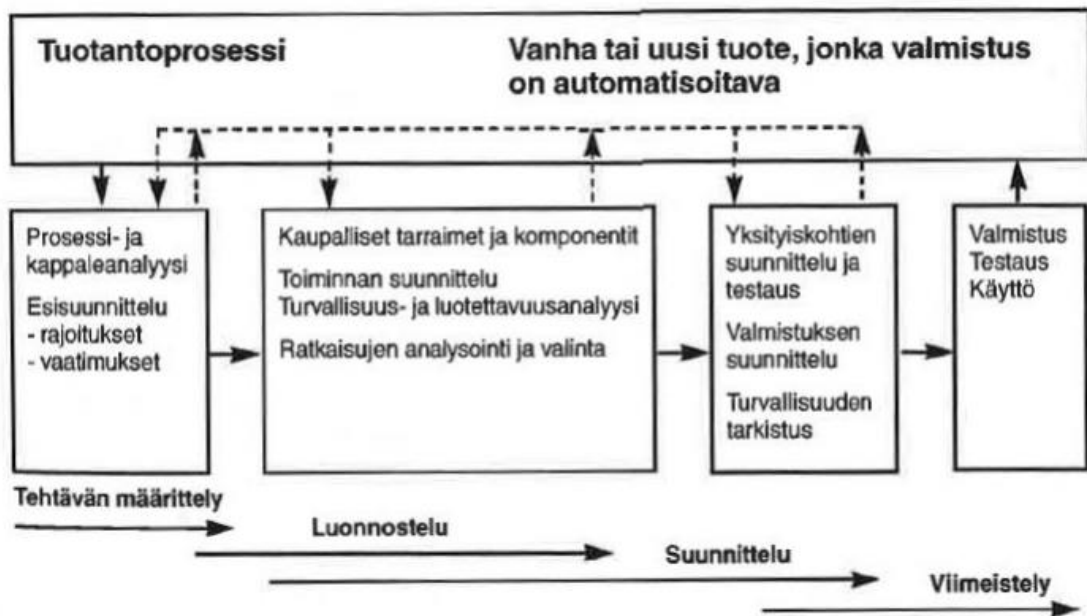 Tuotantoprosessi
Vanha tai uusi tuote, jonka valmistus
on automatisoitava
Prosessi- ja
kappaleanalyysi
Esisuunnittelu
- rajoitukset
- vaatimukset
Kaupalliset tarraimet ja komponentit
Toiminnan suunnittelu
Turvallisuus- ja luotettavuusanalyysi
Ratkaisujen analysointi ja valinta
Yksityiskohtien
suunnittelu ja
testaus
Valmistuksen
suunnittelu
Turvallisuuden
tarkistus
Valmistus
Testaus
Käyttö
Tehtävän määrittely
Luonnostelu
Suunnittelu
Viimeistely